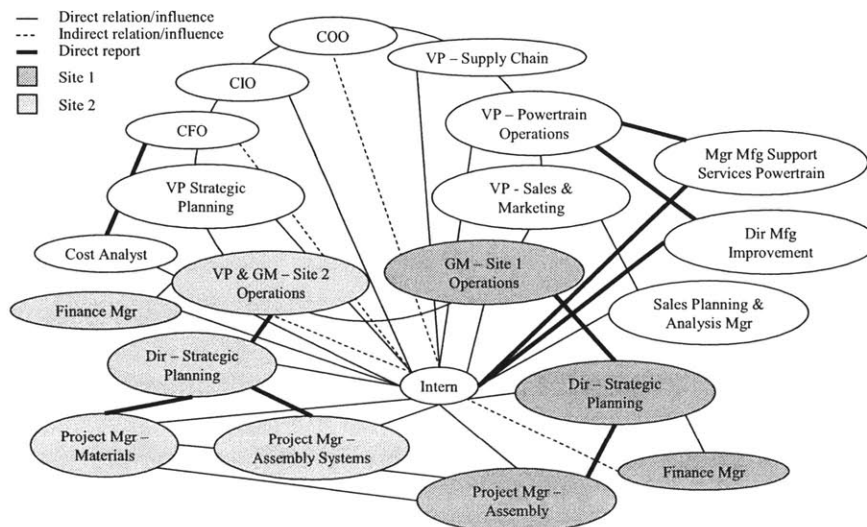 Direct relation/influence
Indirect relation/influence
Direct report
Site 1
Site 2
COO
VP – Supply Chain
CIO
CFO
VP – Powertrain
Operations
Mgr Mfg Support
Services Powertrain
VP Strategic
Planning
VP - Sales &
Marketing
Cost Analyst
Dir Mfg
Improvement
VP & GM – Site 2
Operations
GM – Site 1
Operations
Finance Mgr
Sales Planning &
Analysis Mgr
Dir – Strategic
Planning
Intern
Dir – Strategic
Planning
Project Mgr –
Materials
Project Mgr –
Assembly Systems
Finance Mgr
Project Mgr –
Assembly